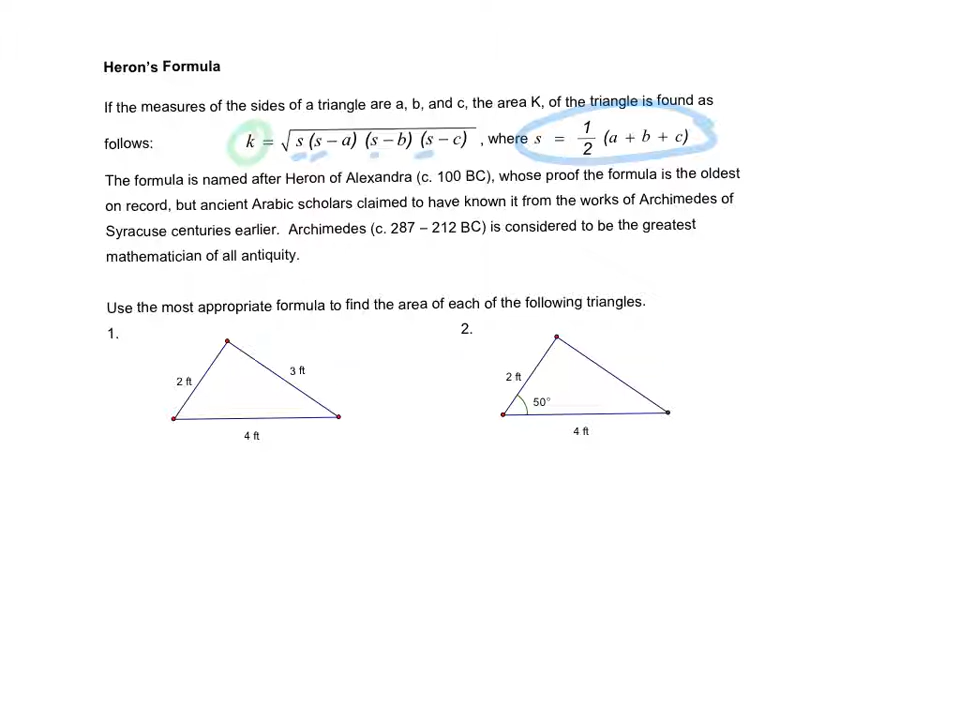 Heron's Formula
If the measures of the sides of a triangle are a, b, and c, the area K, of the triangle is found as
follows: k = √s (s – a) (s – b) (s – c) , where s = 1/2 (a + b + c)
The formula is named after Heron of Alexandra (c. 100 BC), whose proof the formula is the oldest
on record, but ancient Arabic scholars claimed to have known it from the works of Archimedes of
Syracuse centuries earlier. Archimedes (c. 287 – 212 BC) is considered to be the greatest
mathematician of all antiquity.
Use the most appropriate formula to find the area of each of the following triangles.
1.
2 ft
3 ft
4 ft
2.
2 ft
50°
4 ft